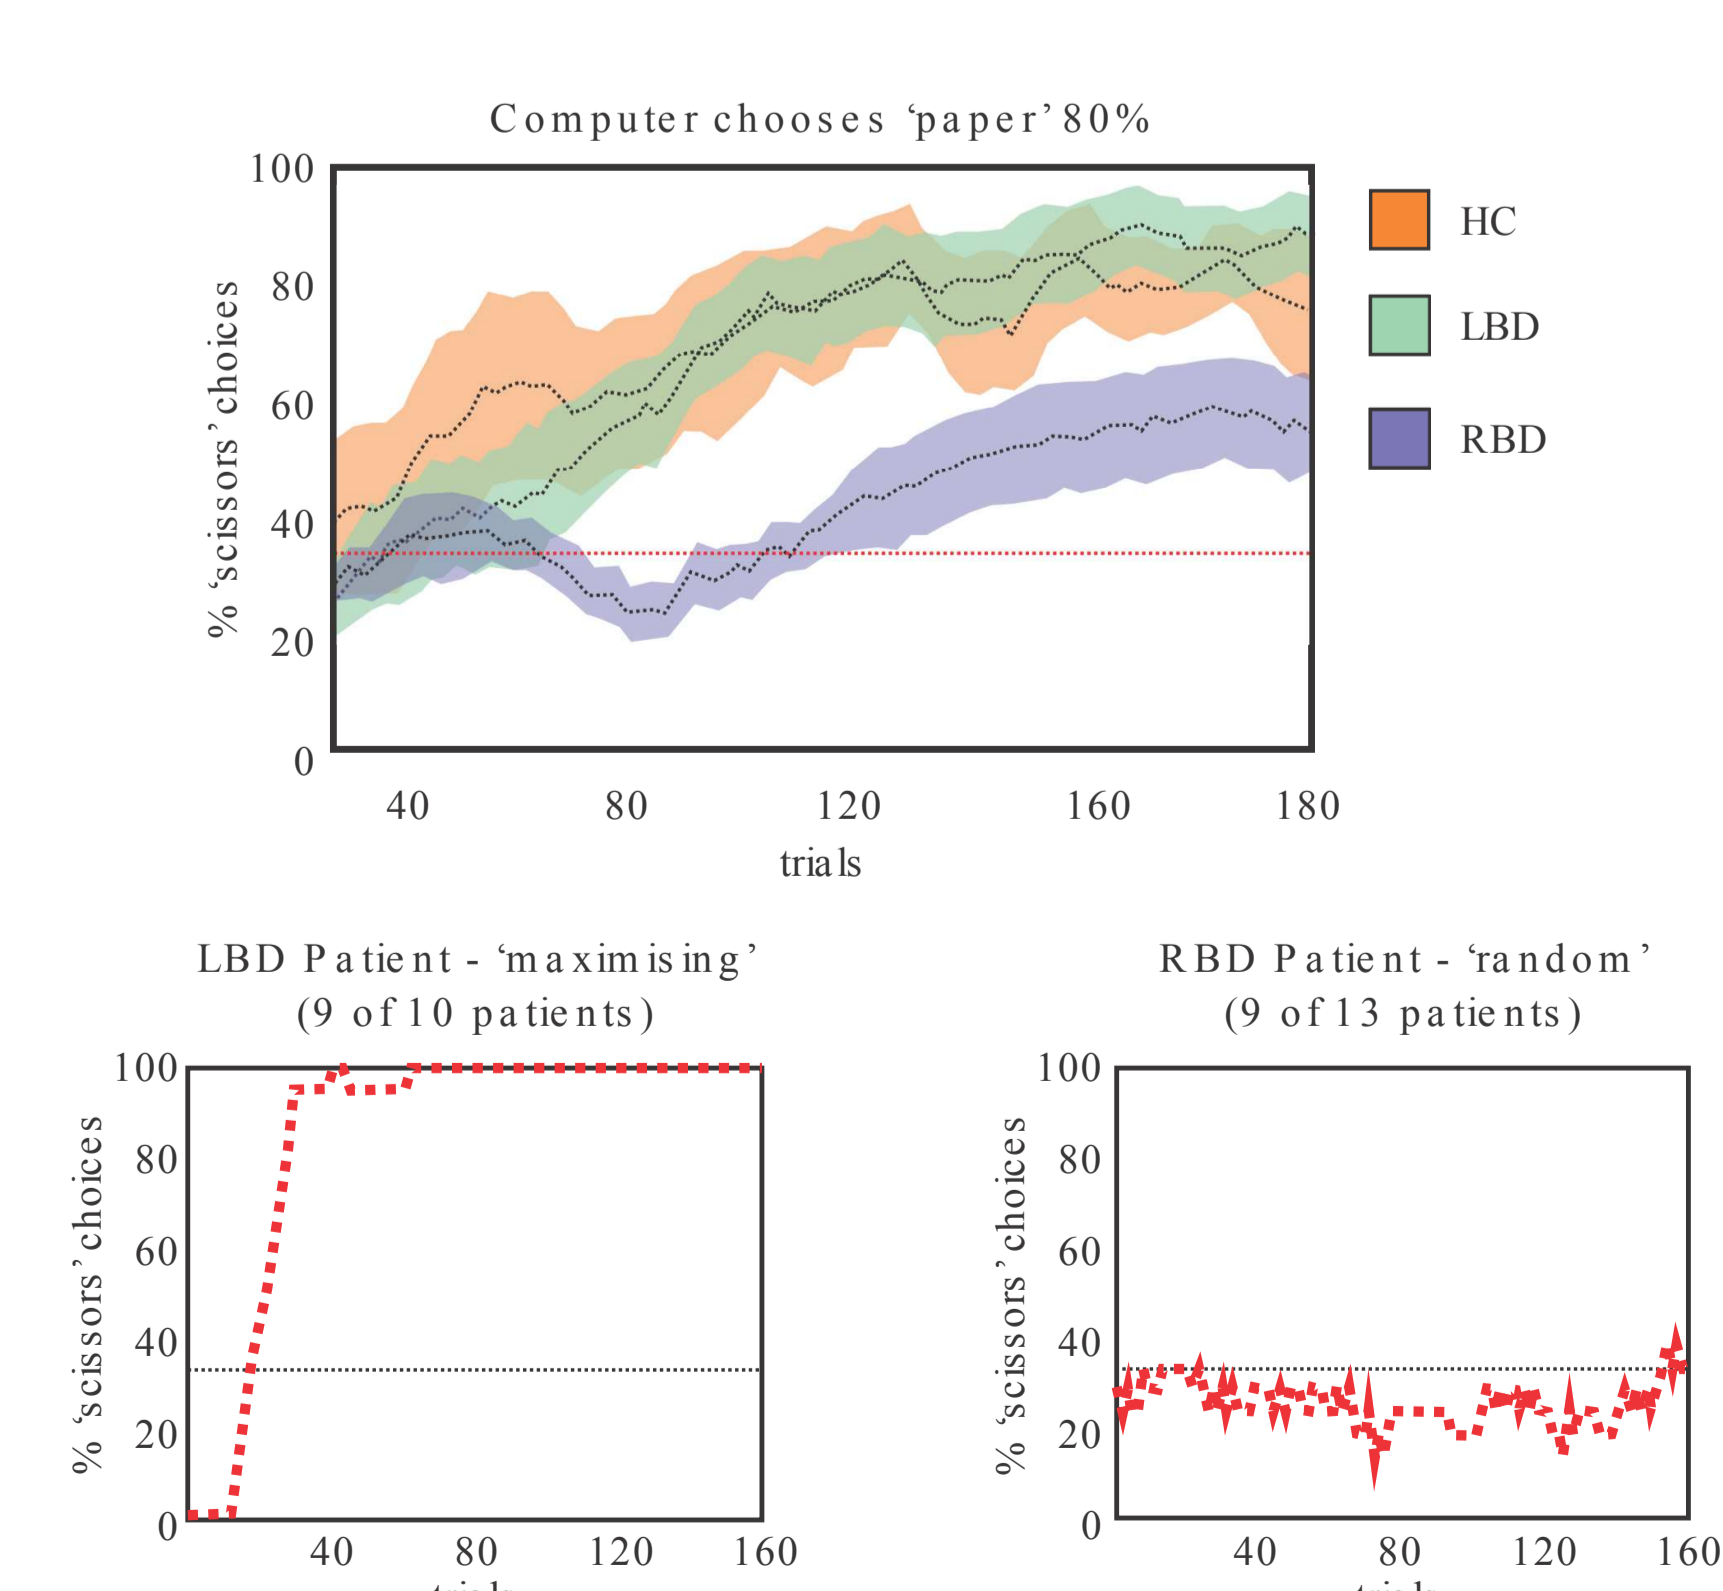 Computer chooses ‘paper’ 80%
100
80
60
40
20
0
% ‘scissors’ choices
40 80 120 160 180
trials
HC
LBD
RBD
LBD Patient - ‘maximising’
(9 of 10 patients)
100
80
60
40
20
0
% ‘scissors’ choices
40 80 120 160
trials
RBD Patient - ‘random’
(9 of 13 patients)
100
80
60
40
20
0
% ‘scissors’ choices
40 80 120 160
trials